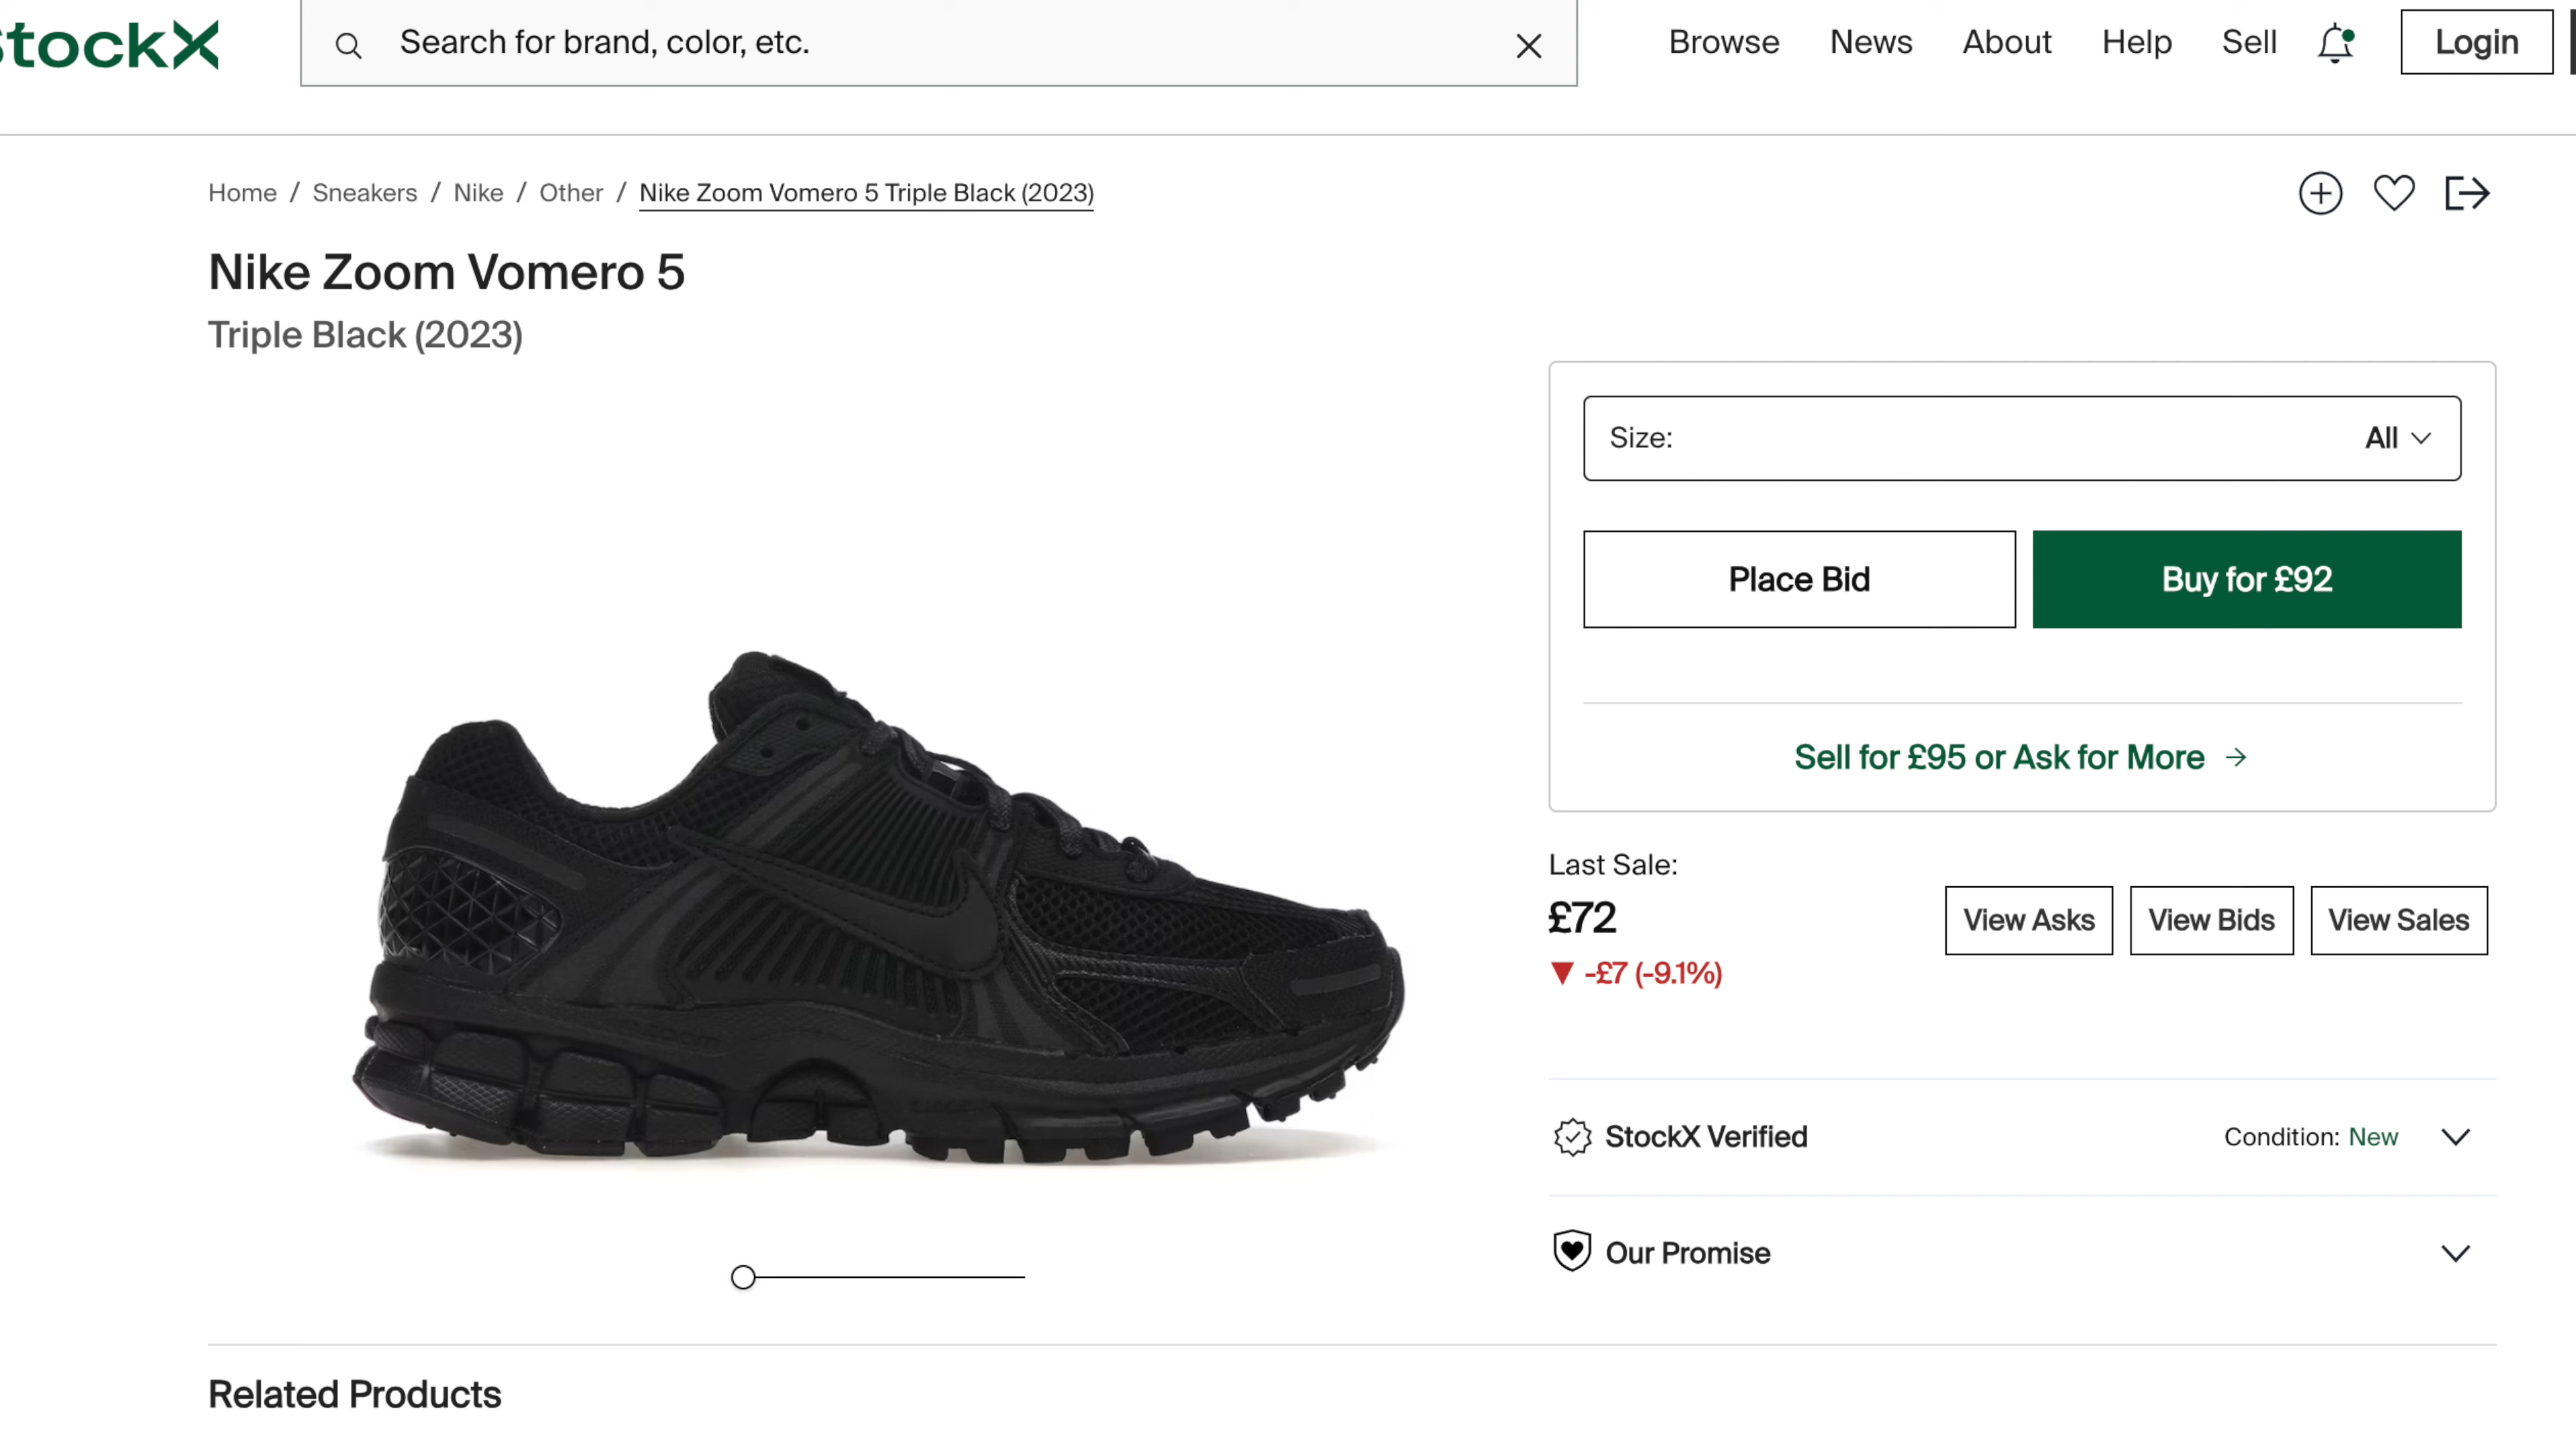 stockX
Search for brand, color, etc.
Browse News About Help Sell Login
Home / Sneakers / Nike / Other / Nike Zoom Vomero 5 Triple Black (2023)
Nike Zoom Vomero 5
Triple Black (2023)
Size: All
Place Bid Buy for £92
Sell for £95 or Ask for More →
Last Sale:
£72
View Asks View Bids View Sales
▼ -£7 (-9.1%)
StockX Verified Condition: New
Our Promise
Related Products